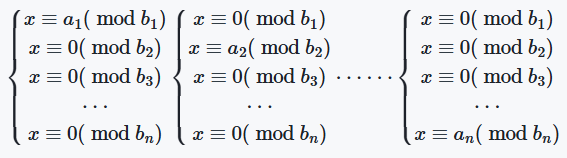 x ≡ a₁( mod b₁) x ≡ 0( mod b₁) x ≡ 0( mod b₁)
x ≡ 0( mod b₂) x ≡ a₂( mod b₂) x ≡ 0( mod b₂)
x ≡ 0( mod b₃) x ≡ 0( mod b₃) ⋯⋯ x ≡ 0( mod b₃)
⋯ ⋯ ⋯
x ≡ 0( mod bₙ) x ≡ 0( mod bₙ) x ≡ aₙ( mod bₙ)